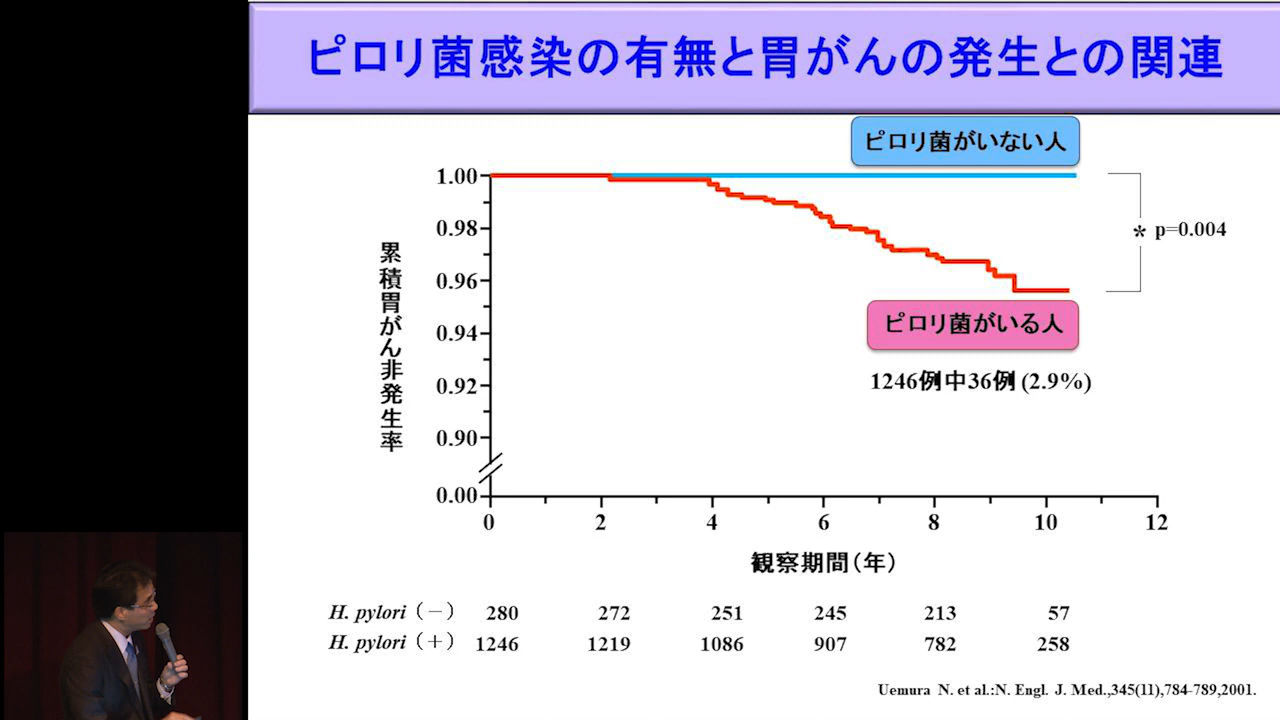 ピロリ菌感染の有無と胃がんの発生との関連
ピロリ菌がいない人
1.00
0.98
0.96
0.94
0.92
0.90
0.00
累積胃がん非発生率
* p=0.004
ピロリ菌がいる人
1246例中36例 (2.9%)
0 2 4 6 8 10 12
観察期間(年)
H. pylori (－) 280 272 251 245 213 57
H. pylori (＋) 1246 1219 1086 907 782 258
Uemura N. et al.:N. Engl. J. Med.,345(11),784-789,2001.